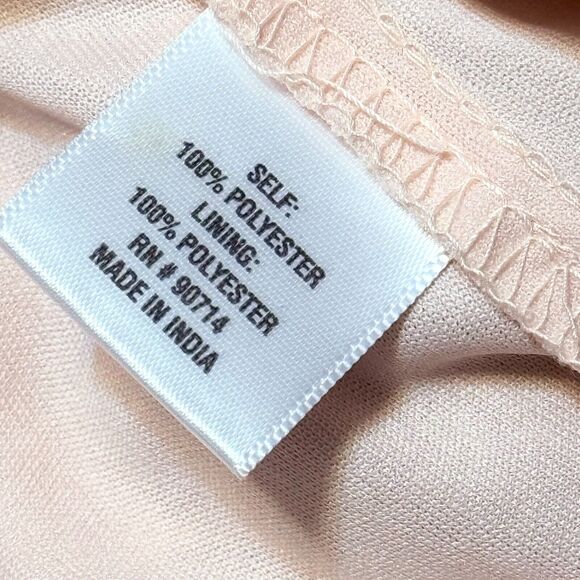 SELF:
100% POLYESTER
LINING:
100% POLYESTER
RN # 90714
MADE IN INDIA